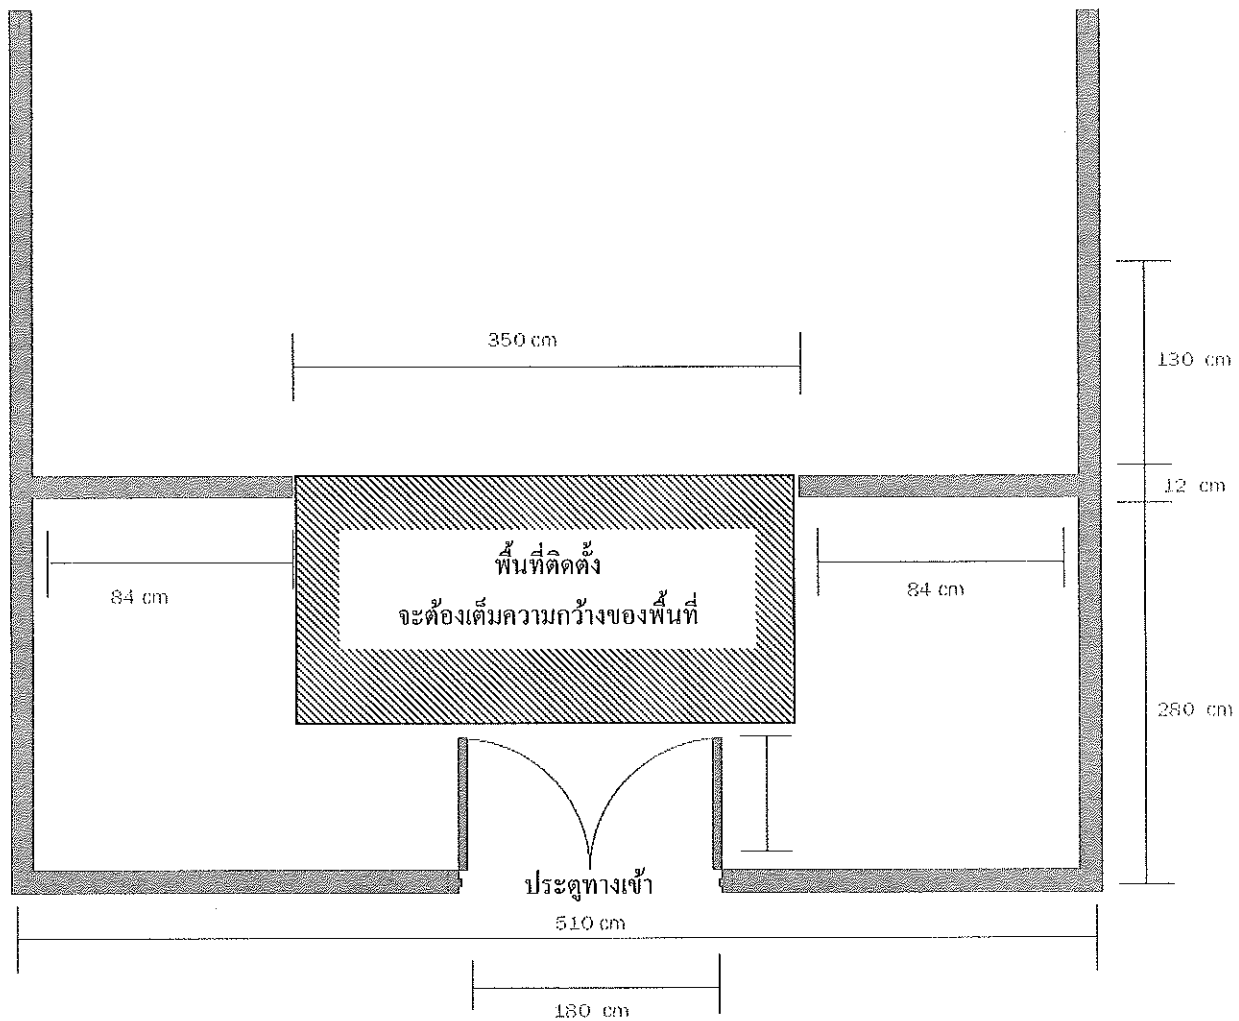 350 cm
130 cm
12 cm
พื้นที่ติดตั้ง
จะต้องเต็มความกว้างของพื้นที่
84 cm
84 cm
280 cm
ประตูทางเข้า
510 cm
180 cm